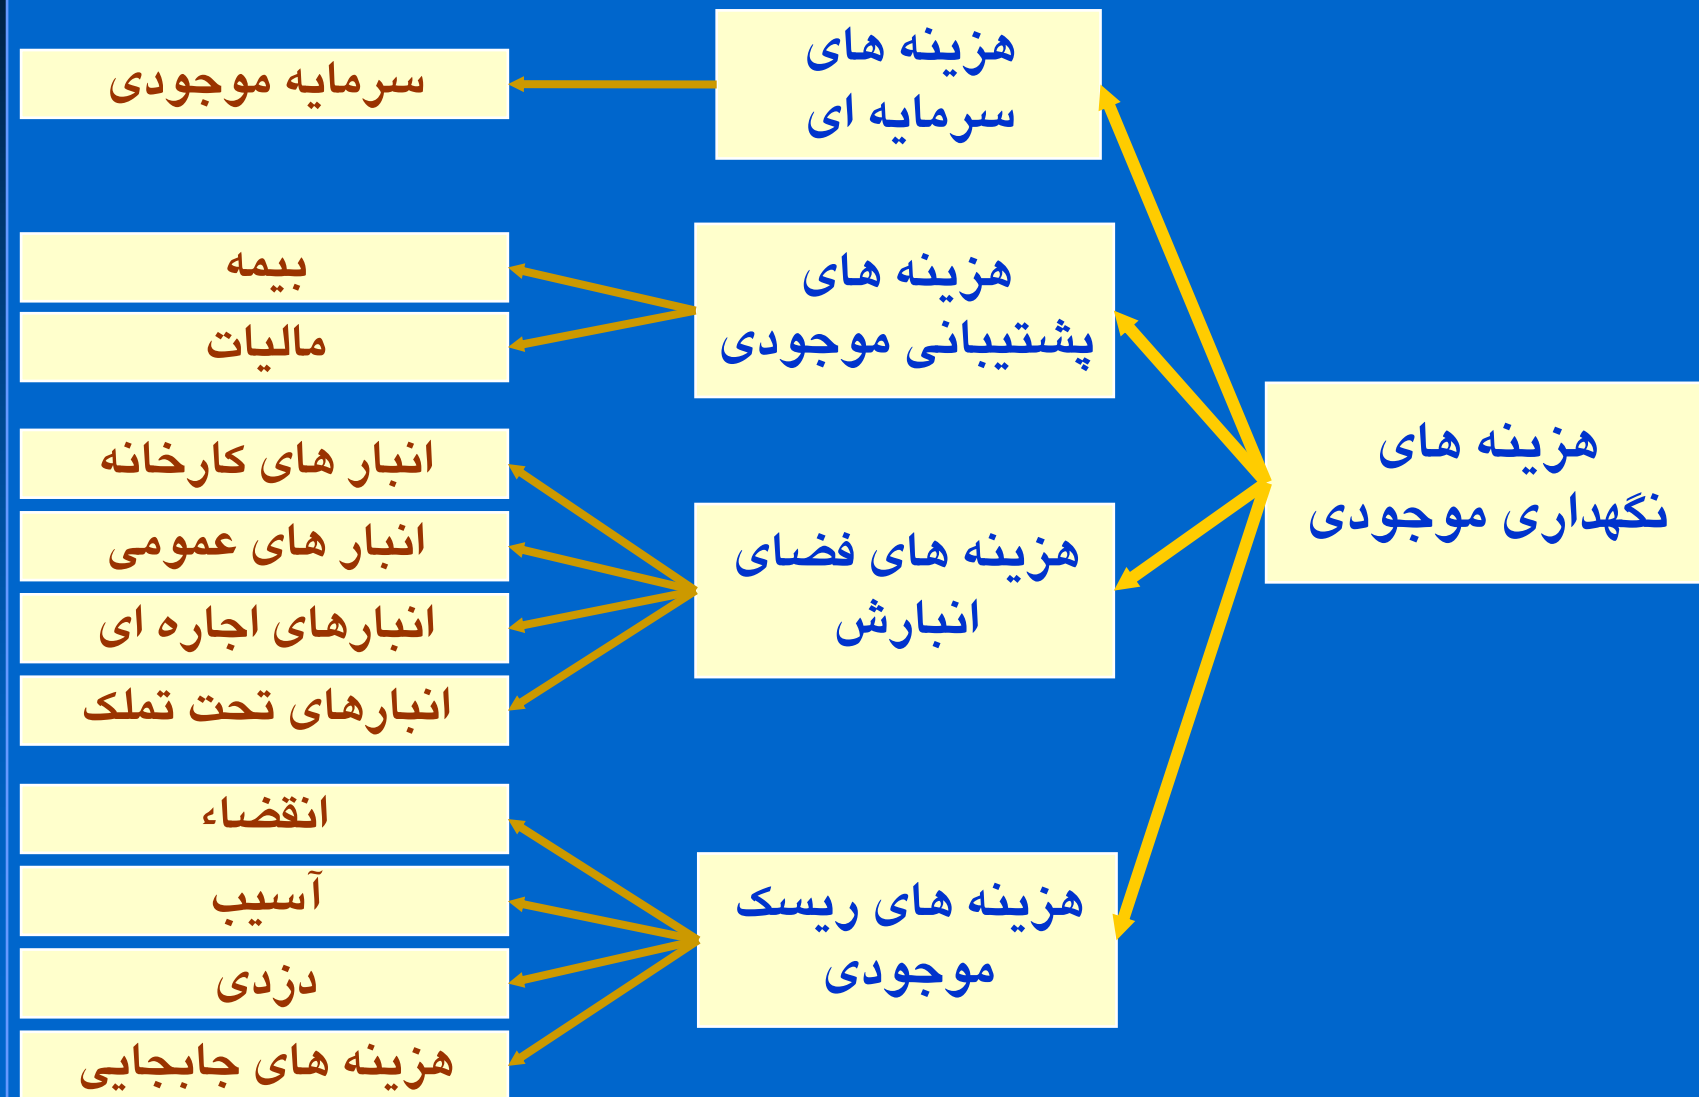 هزینه های
نگهداری موجودی
هزینه های
سرمایه ای
سرمایه موجودی
هزینه های
پشتیبانی موجودی
بیمه
مالیات
هزینه های فضای
انبارش
انبار های کارخانه
انبار های عمومی
انبارهای اجاره ای
انبارهای تحت تملک
هزینه های ریسک
موجودی
انقضاء
آسیب
دزدی
هزینه های جابجایی